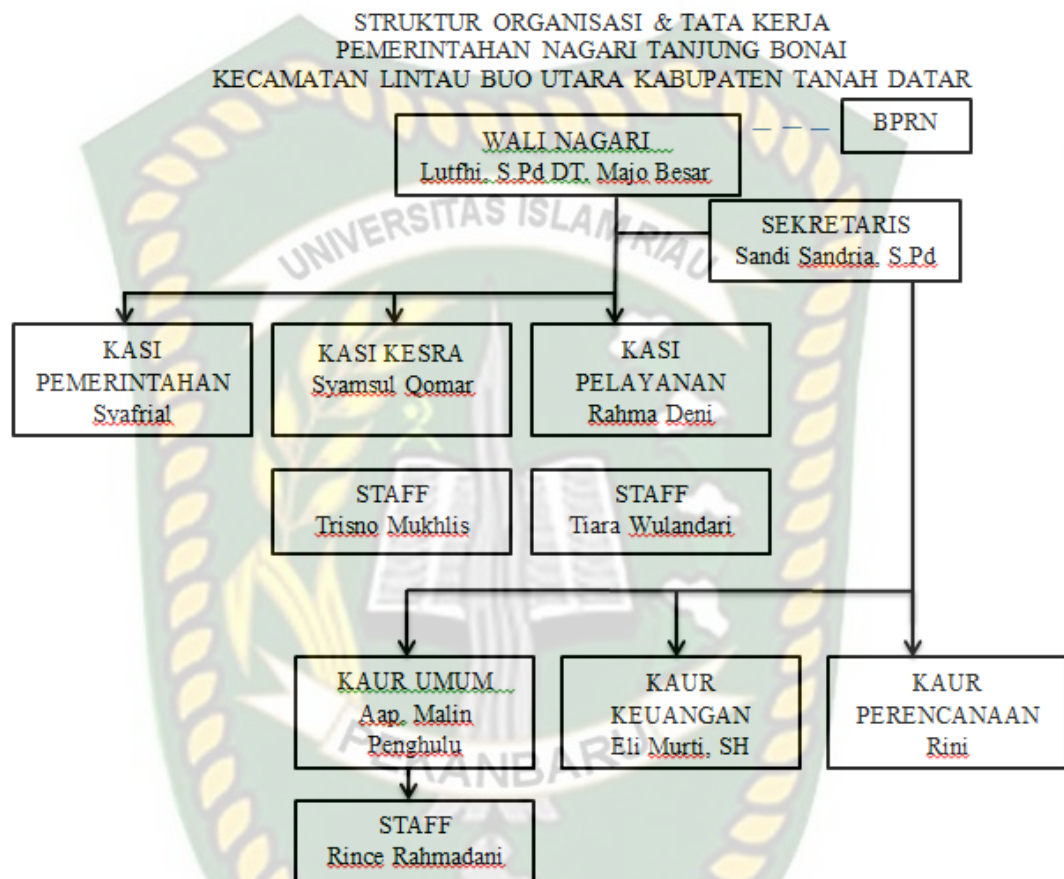 STRUKTUR ORGANISASI & TATA KERJA
PEMERINTAHAN NAGARI TANJUNG BONAI
KECAMATAN LINTAU BUO UTARA KABUPATEN TANAH DATAR
WALI NAGARI
Lutfhi, S.Pd DT. Majo Besar
BPRN
SEKRETARIS
Sandi Sandria, S.Pd
UNIVERSITAS ISLAM RIAU
KASI
PEMERINTAHAN
Syafrial
KASI KESRA
Syamsul Qomar
KASI
PELAYANAN
Rahma Deni
STAFF
Trisno Mukhlis
STAFF
Tiara Wulandari
KAUR UMUM
Aap. Malin
Penghulu
KAUR
KEUANGAN
Eli Murti, SH
KAUR
PERENCANAAN
Rini
PEKANBARU
STAFF
Rince Rahmadani